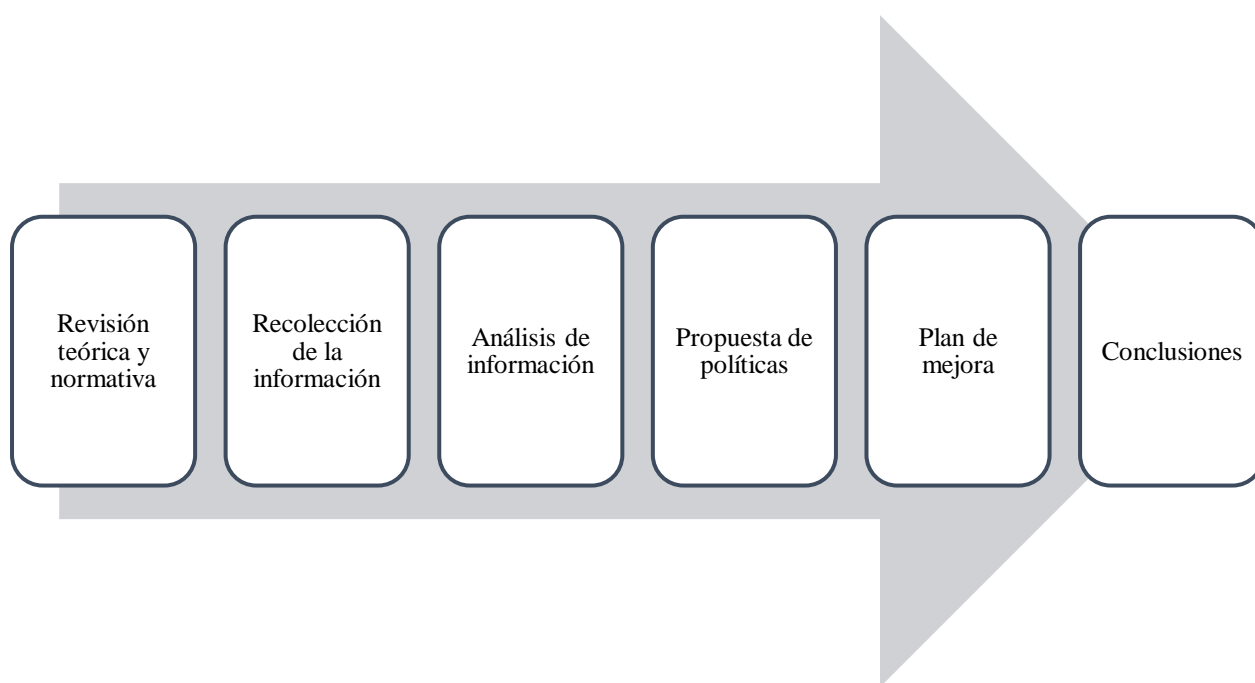 Revisión
teórica y
normativa
Recolección
de la
información
Análisis de
información
Propuesta de
políticas
Plan de
mejora
Conclusiones